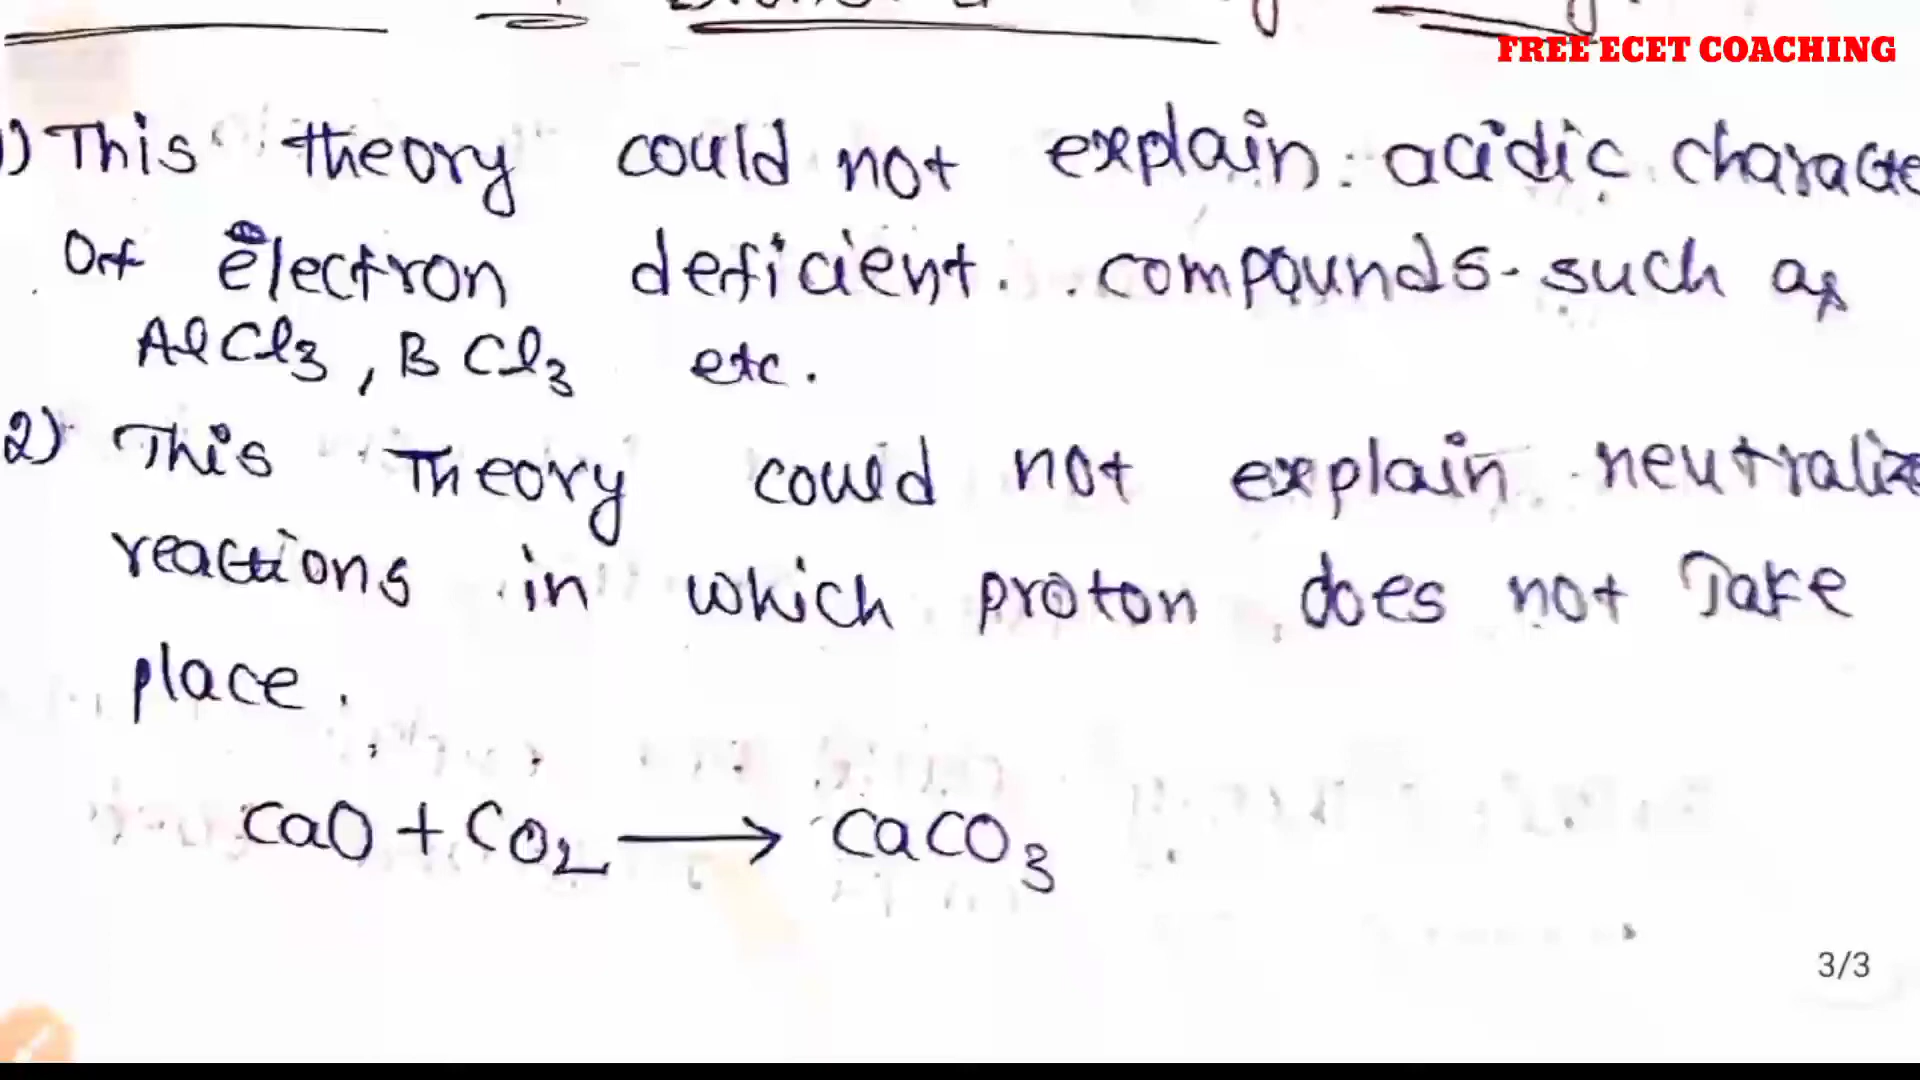 FREE ECET COACHING
1) This theory could not explain acidic characte
Of electron deficient compounds such as
AlCl3, BCl3 etc.
2) This Theory could not explain neutralize
reactions in which proton does not Take
place.
CaO + CO2 → CaCO3
3/3